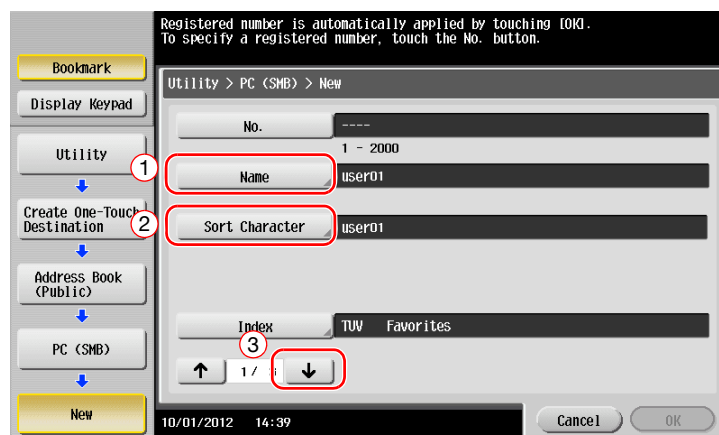 Registered number is automatically applied by touching [OK].
To specify a registered number, touch the No. button.
Bookmark
Display Keypad
Utility
Create One-Touch
Destination
Address Book
(Public)
PC (SMB)
New
Utility > PC (SMB) > New
No.
----
1 - 2000
1
Name
user01
2
Sort Character
user01
Index
TUV Favorites
3
↑
1/
↓
10/01/2012 14:39
Cancel
OK